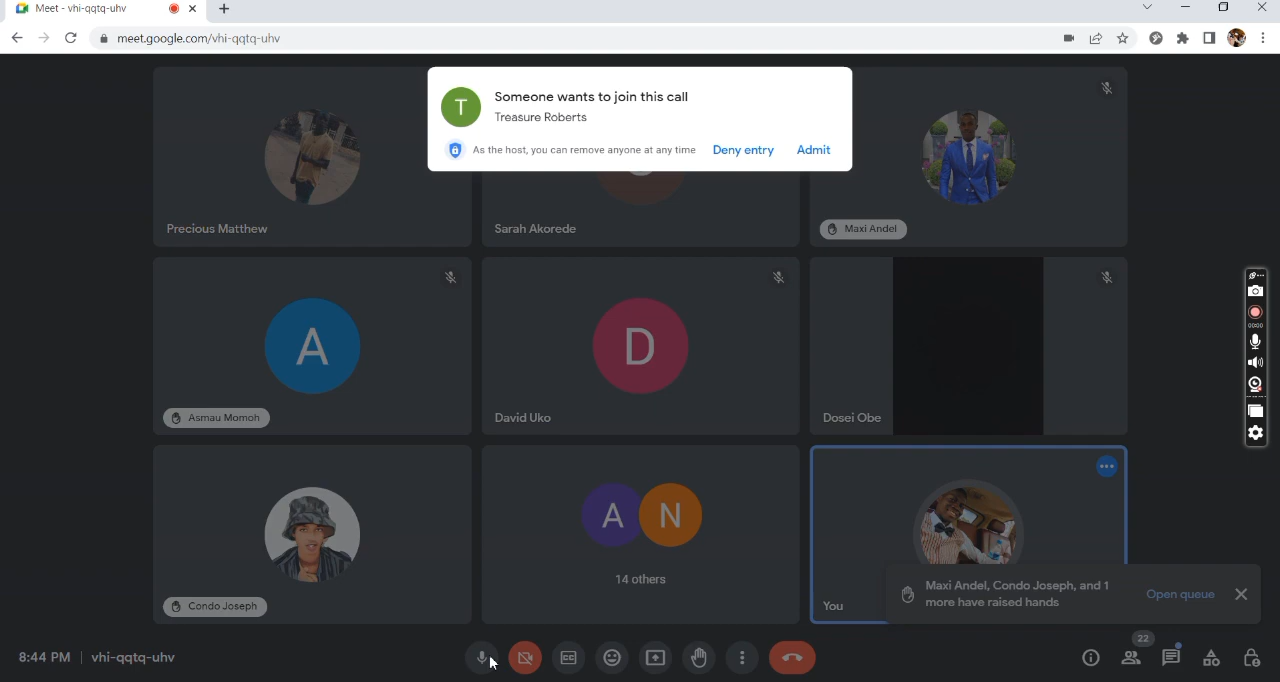 Meet - vhi-qqtq-uhv
meet.google.com/vhi-qqtq-uhv
T
Someone wants to join this call
Treasure Roberts
As the host, you can remove anyone at any time
Deny entry
Admit
Precious Matthew
Sarah Akorede
Maxi Andel
A
Asmau Momoh
D
David Uko
Dosei Obe
Condo Joseph
A
N
14 others
You
Maxi Andel, Condo Joseph, and 1
more have raised hands
Open queue
8:44 PM | vhi-qqtq-uhv
22